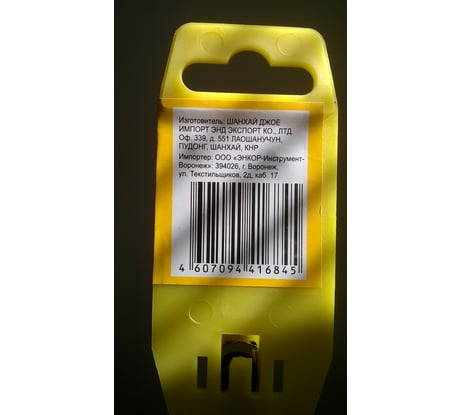 Изготовитель: ШАНХАЙ ДЖОЕ
ИМПОРТ ЭНД ЭКСПОРТ КО., ЛТД.
Оф. 339, д. 551 ЛАОШАНУЧУН,
ПУДОНГ, ШАНХАЙ, КНР
Импортер: ООО «ЭНКОР-Инструмент-
Воронеж»: 394026, г. Воронеж,
ул. Текстильщиков, 2д, каб. 17
4 607094 416845